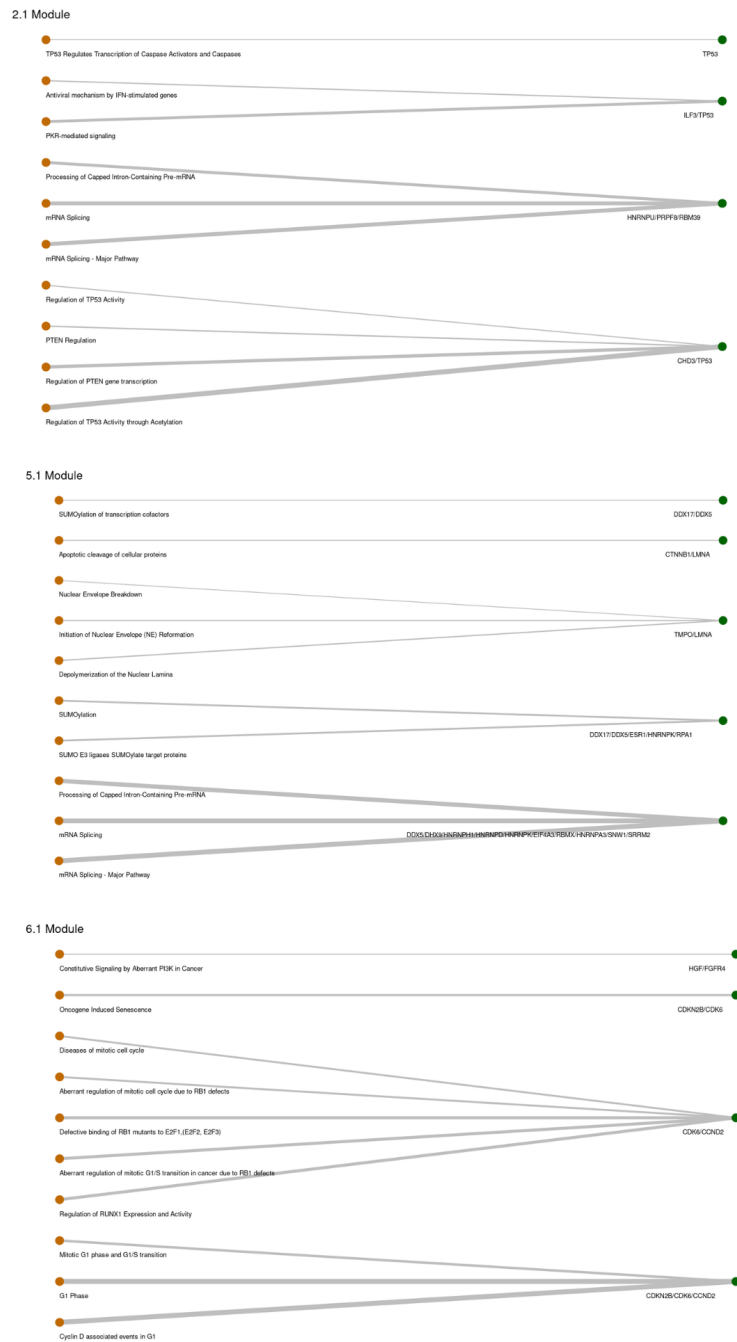 2.1 Module
TP53 Regulates Transcription of Caspase Activators and Caspases
TP53
Antiviral mechanism by IFN-stimulated genes
ILF3/TP53
PKR-mediated signaling
Processing of Capped Intron-Containing Pre-mRNA
mRNA Splicing
HNRNPU/PRPF8/RBM39
mRNA Splicing - Major Pathway
Regulation of TP53 Activity
PTEN Regulation
CHD3/TP53
Regulation of PTEN gene transcription
Regulation of TP53 Activity through Acetylation
5.1 Module
SUMOylation of transcription cofactors
DDX17/DDX5
Apoptotic cleavage of cellular proteins
CTNNB1/LMNA
Nuclear Envelope Breakdown
Initiation of Nuclear Envelope (NE) Reformation
TMPO/LMNA
Depolymerization of the Nuclear Lamina
SUMOylation
DDX17/DDX5/ESR1/HNRNPK/RPA1
SUMO E3 ligases SUMOylate target proteins
Processing of Capped Intron-Containing Pre-mRNA
mRNA Splicing
DDX5/DHX9/HNRNPH1/HNRNPD/HNRNPK/EIF4A3/RBMX/HNRNPA3/SNW1/SRRM2
mRNA Splicing - Major Pathway
6.1 Module
Constitutive Signaling by Aberrant PI3K in Cancer
HGF/FGFR4
Oncogene Induced Senescence
CDKN2B/CDK6
Diseases of mitotic cell cycle
Aberrant regulation of mitotic cell cycle due to RB1 defects
Defective binding of RB1 mutants to E2F1,(E2F2, E2F3)
CDK6/CCND2
Aberrant regulation of mitotic G1/S transition in cancer due to RB1 defects
Regulation of RUNX1 Expression and Activity
Mitotic G1 phase and G1/S transition
G1 Phase
CDKN2B/CDK6/CCND2
Cyclin D associated events in G1